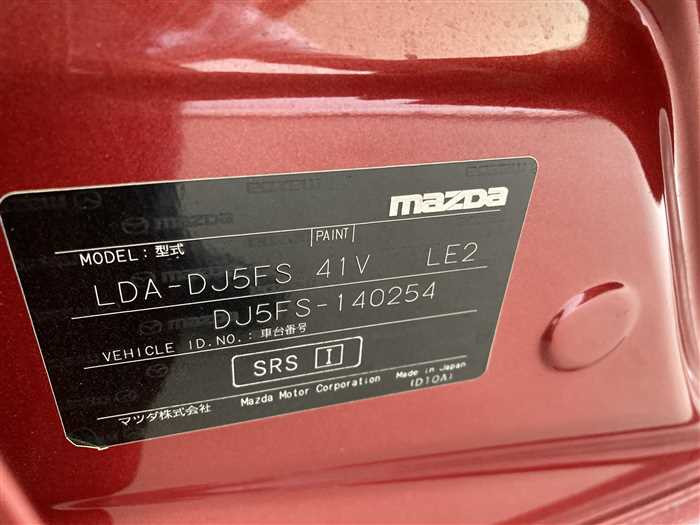 mazda
MODEL: 型式 PAINT
LDA-DJ5FS 41V LE2
DJ5FS-140254
VEHICLE ID.NO.: 車台番号
SRS I
マツダ株式会社 Mazda Motor Corporation Made in Japan
(D10A)